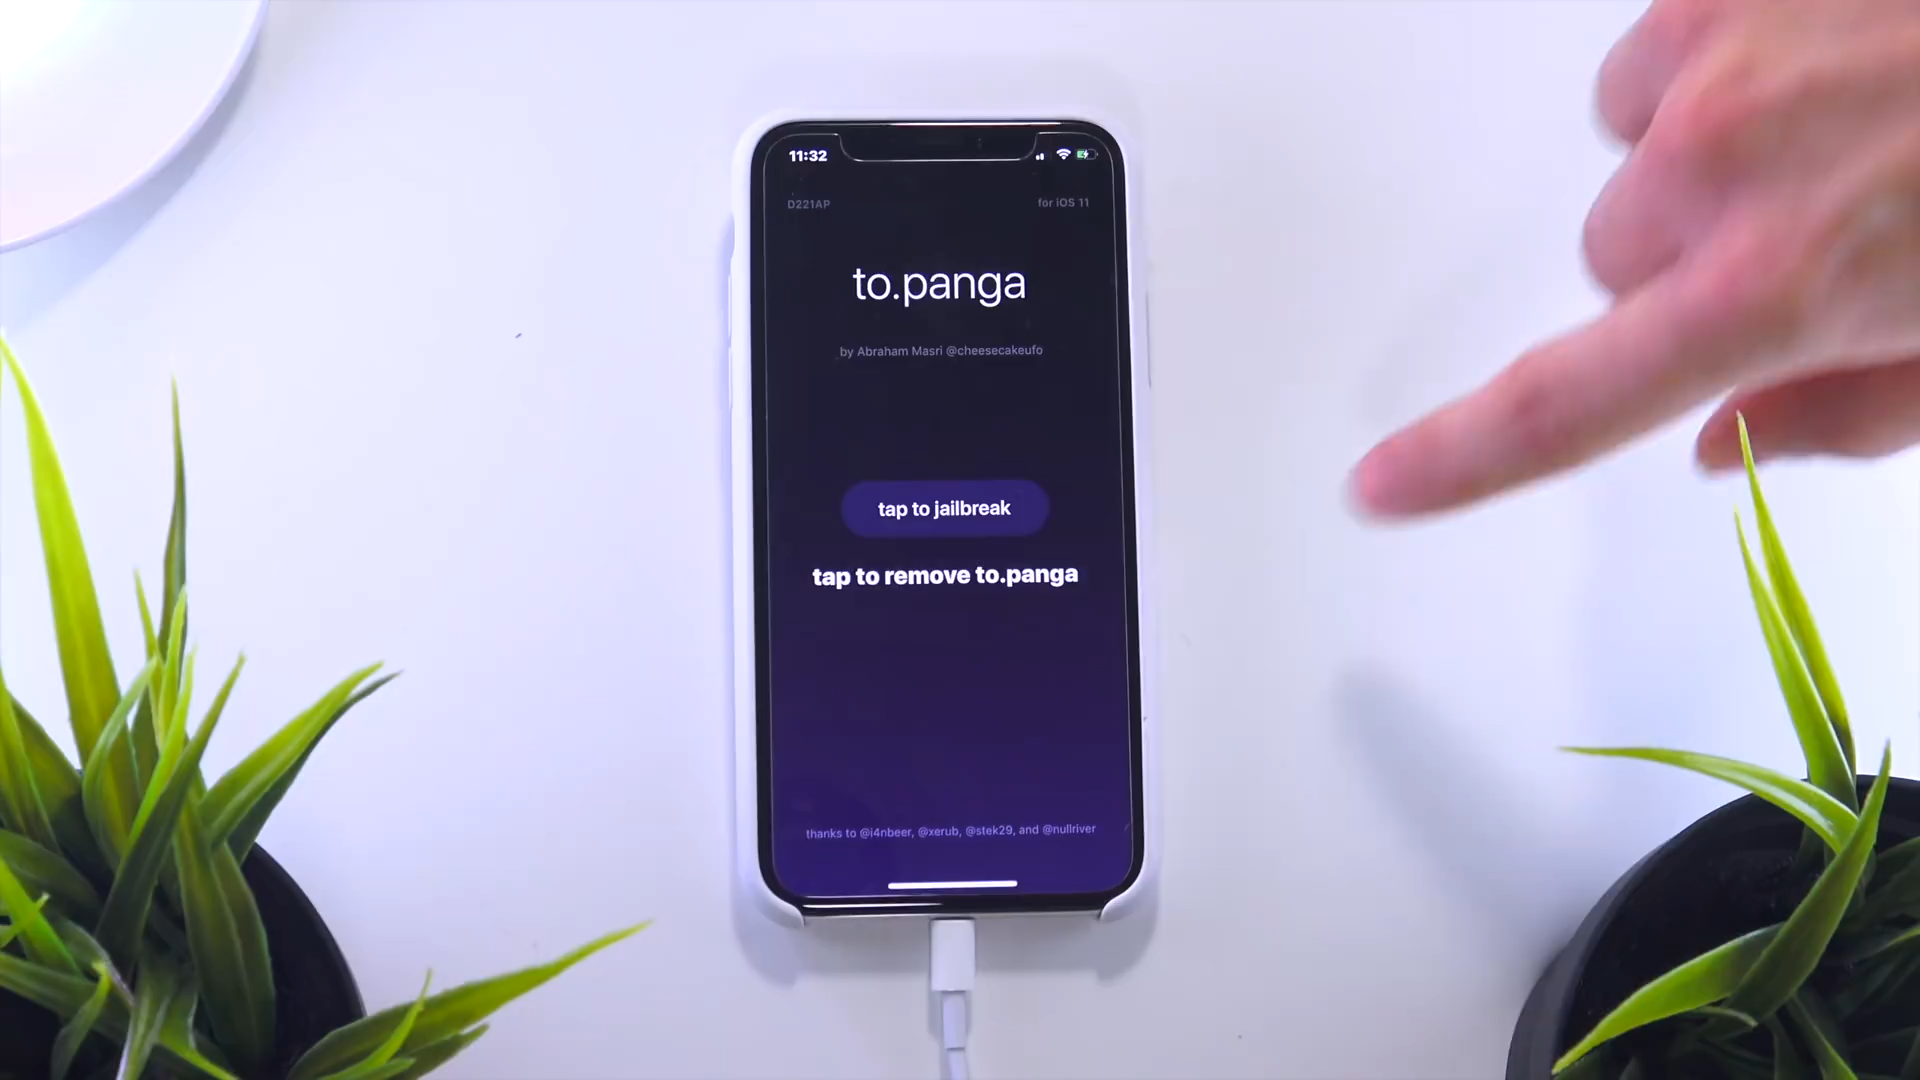 11:32
D221AP
for iOS 11
to.panga
by Abraham Masri @cheesecakeufo
tap to jailbreak
tap to remove to.panga
thanks to @i4nbeer, @xerub, @stek29, and @nullriver